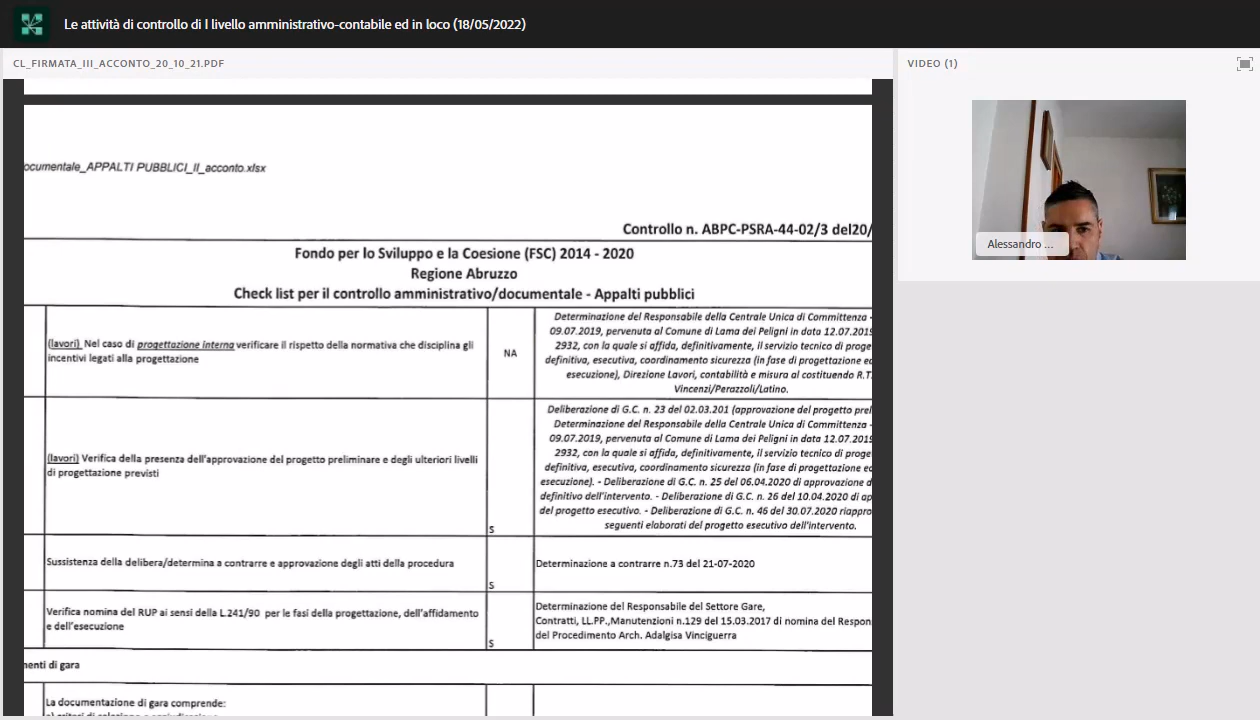 Le attività di controllo di I livello amministrativo-contabile ed in loco (18/05/2022)
CL_FIRMATA_III_ACCONTO_20_10_21.PDF
VIDEO (1)
Alessandro ...
ocumentale_APPALTI PUBBLICI_II_acconto.xlsx
Controllo n. ABPC-PSRA-44-02/3 del20/
Fondo per lo Sviluppo e la Coesione (FSC) 2014 - 2020
Regione Abruzzo
Check list per il controllo amministrativo/documentale - Appalti pubblici
(lavori) Nel caso di progettazione interna verificare il rispetto della normativa che disciplina gli
incentivi legati alla progettazione
NA
Determinazione del Responsabile della Centrale Unica di Committenza -
09.07.2019, pervenuta al Comune di Lama dei Peligni in data 12.07.2019
2932, con la quale si affida, definitivamente, il servizio tecnico di proge
definitiva, esecutiva, coordinamento sicurezza (in fase di progettazione ed
esecuzione), Direzione Lavori, contabilità e misura al costituendo R.T.
Vincenzi/Perazzoli/Latino.
(lavori) Verifica della presenza dell'approvazione del progetto preliminare e degli ulteriori livelli
di progettazione previsti
S
Deliberazione di G.C. n. 23 del 02.03.201 (approvazione del progetto prel
Determinazione del Responsabile della Centrale Unica di Committenza -
09.07.2019, pervenuta al Comune di Lama dei Peligni in data 12.07.2019
2932, con la quale si affida, definitivamente, il servizio tecnico di proge
definitiva, esecutiva, coordinamento sicurezza (in fase di progettazione ed
esecuzione). - Deliberazione di G.C. n. 25 del 06.04.2020 di approvazione d
definitivo dell'intervento. - Deliberazione di G.C. n. 26 del 10.04.2020 di ap
del progetto esecutivo. - Deliberazione di G.C. n. 46 del 30.07.2020 riappro
seguenti elaborati del progetto esecutivo dell'intervento.
Sussistenza della delibera/determina a contrarre e approvazione degli atti della procedura
S
Determinazione a contrarre n.73 del 21-07-2020
Verifica nomina del RUP ai sensi della L.241/90 per le fasi della progettazione, dell'affidamento
e dell'esecuzione
S
Determinazione del Responsabile del Settore Gare,
Contratti, LL.PP.,Manutenzioni n.129 del 15.03.2017 di nomina del Respon
del Procedimento Arch. Adalgisa Vinciguerra
nenti di gara
La documentazione di gara comprende: